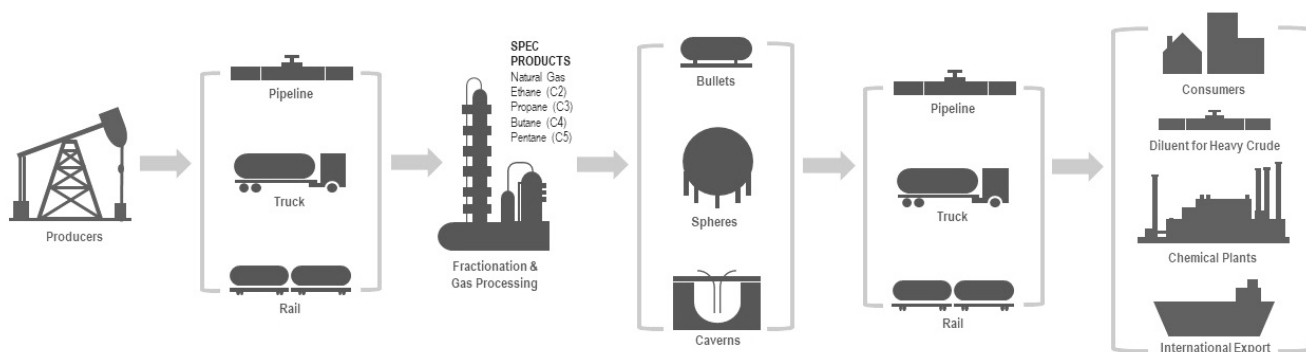 Producers
Pipeline
Truck
Rail
SPEC
PRODUCTS
Natural Gas
Ethane (C2)
Propane (C3)
Butane (C4)
Pentane (C5)
Fractionation &
Gas Processing
Bullets
Spheres
Caverns
Pipeline
Truck
Rail
Consumers
Diluent for Heavy Crude
Chemical Plants
International Export